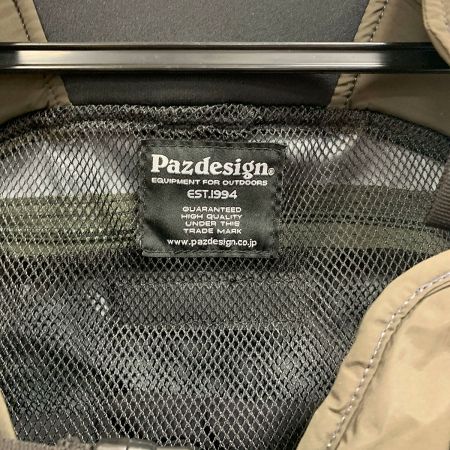 Pazdesign®
EQUIPMENT FOR OUTDOORS
EST.1994
GUARANTEED
HIGH QUALITY
UNDER THIS
TRADE MARK
www.pazdesign.co.jp